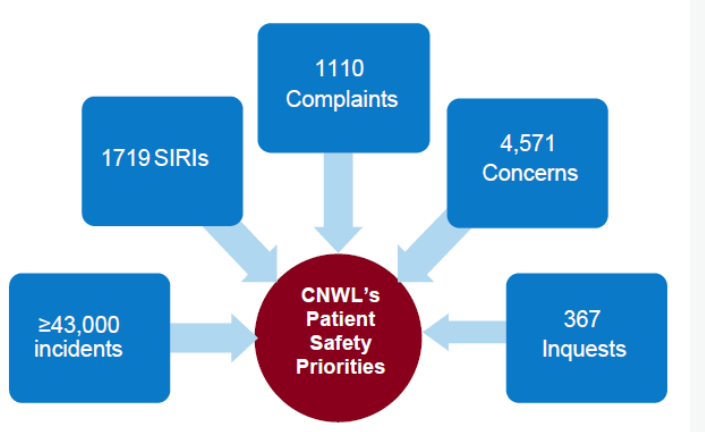 1110
Complaints
1719 SIRIs
4,571
Concerns
≥43,000
incidents
CNWL's
Patient
Safety
Priorities
367
Inquests